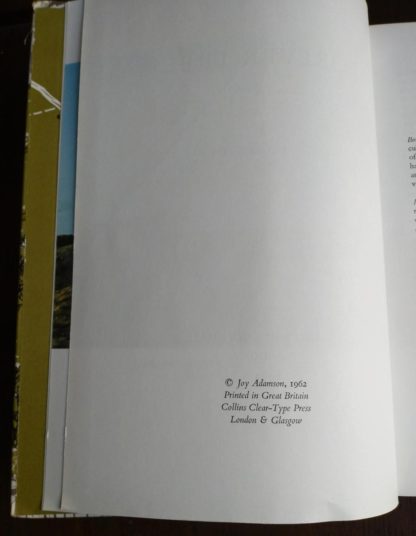 © Joy Adamson, 1962
Printed in Great Britain
Collins Clear-Type Press
London & Glasgow